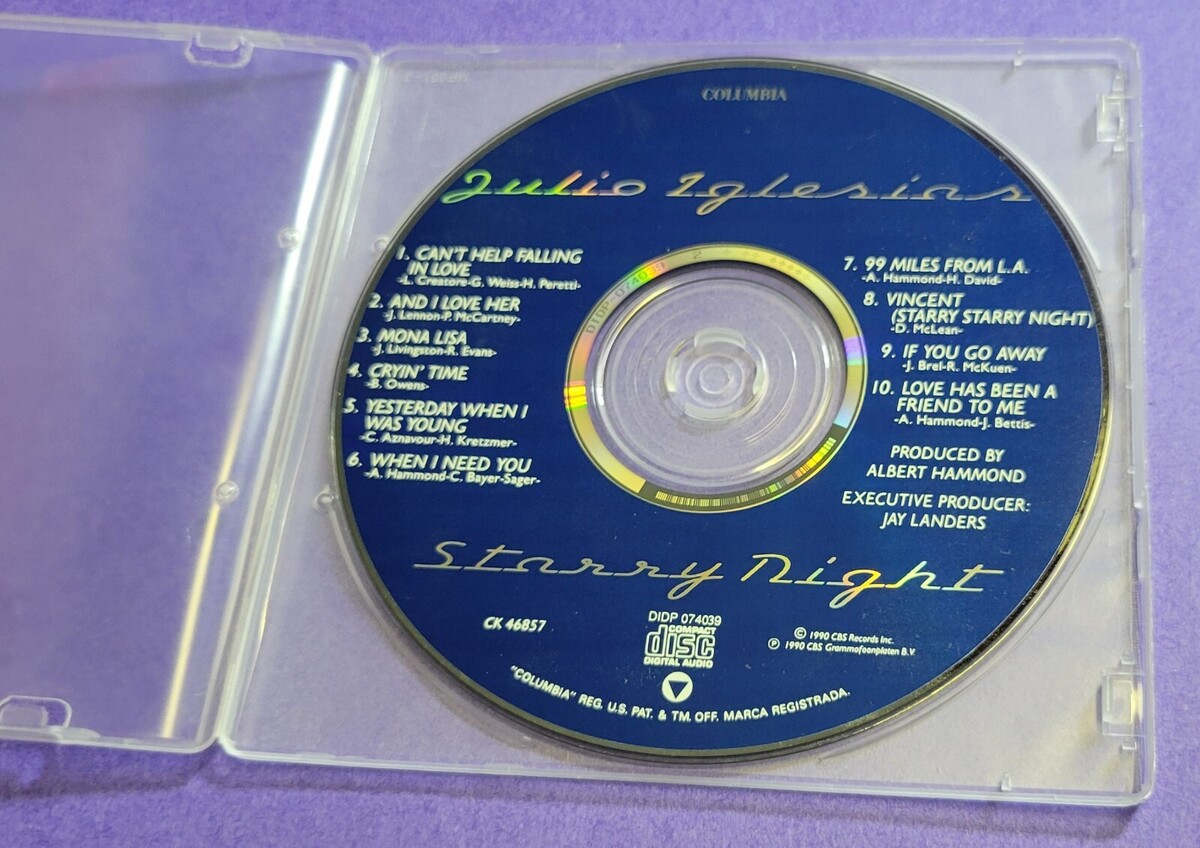 COLUMBIA
Julio Iglesias
1. CAN'T HELP FALLING
IN LOVE
-L. Creatore-G. Weiss-H. Peretti-
2. AND I LOVE HER
-J. Lennon-P. McCartney-
3. MONA LISA
-J. Livingston-R. Evans-
4. CRYIN' TIME
-B. Owens-
5. YESTERDAY WHEN I
WAS YOUNG
-C. Aznavour-H. Kretzmer-
6. WHEN I NEED YOU
-A. Hammond-C. Bayer-Sager-
7. 99 MILES FROM L.A.
-A. Hammond-H. David-
8. VINCENT
(STARRY STARRY NIGHT)
-D. McLean-
9. IF YOU GO AWAY
-J. Brel-R. McKuen-
10. LOVE HAS BEEN A
FRIEND TO ME
-A. Hammond-J. Bettis-
PRODUCED BY
ALBERT HAMMOND
EXECUTIVE PRODUCER:
JAY LANDERS
Starry Night
CK 46857
DIDP 074039
COMPACT
disc
DIGITAL AUDIO
© 1990 CBS Records Inc.
℗ 1990 CBS Grammofoonplaten B.V.
"COLUMBIA" REG. U.S. PAT. & TM. OFF. MARCA REGISTRADA.